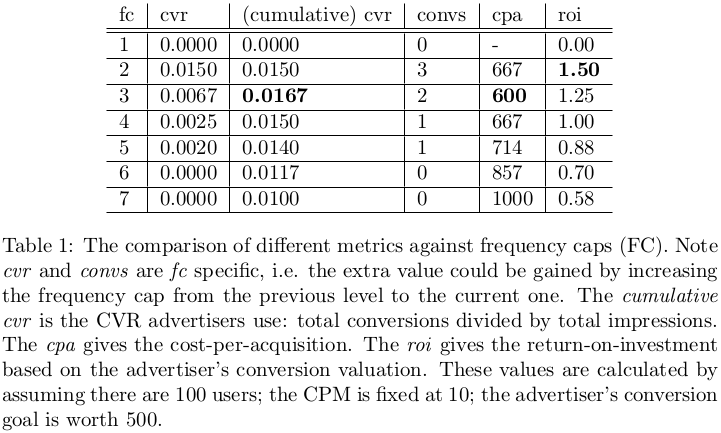 fc cvr (cumulative) cvr convs cpa roi
1 0.0000 0.0000 0 - 0.00
2 0.0150 0.0150 3 667 1.50
3 0.0067 0.0167 2 600 1.25
4 0.0025 0.0150 1 667 1.00
5 0.0020 0.0140 1 714 0.88
6 0.0000 0.0117 0 857 0.70
7 0.0000 0.0100 0 1000 0.58
Table 1: The comparison of different metrics against frequency caps (FC). Note
cvr and convs are fc specific, i.e. the extra value could be gained by increasing
the frequency cap from the previous level to the current one. The cumulative
cvr is the CVR advertisers use: total conversions divided by total impressions.
The cpa gives the cost-per-acquisition. The roi gives the return-on-investment
based on the advertiser's conversion valuation. These values are calculated by
assuming there are 100 users; the CPM is fixed at 10; the advertiser's conversion
goal is worth 500.